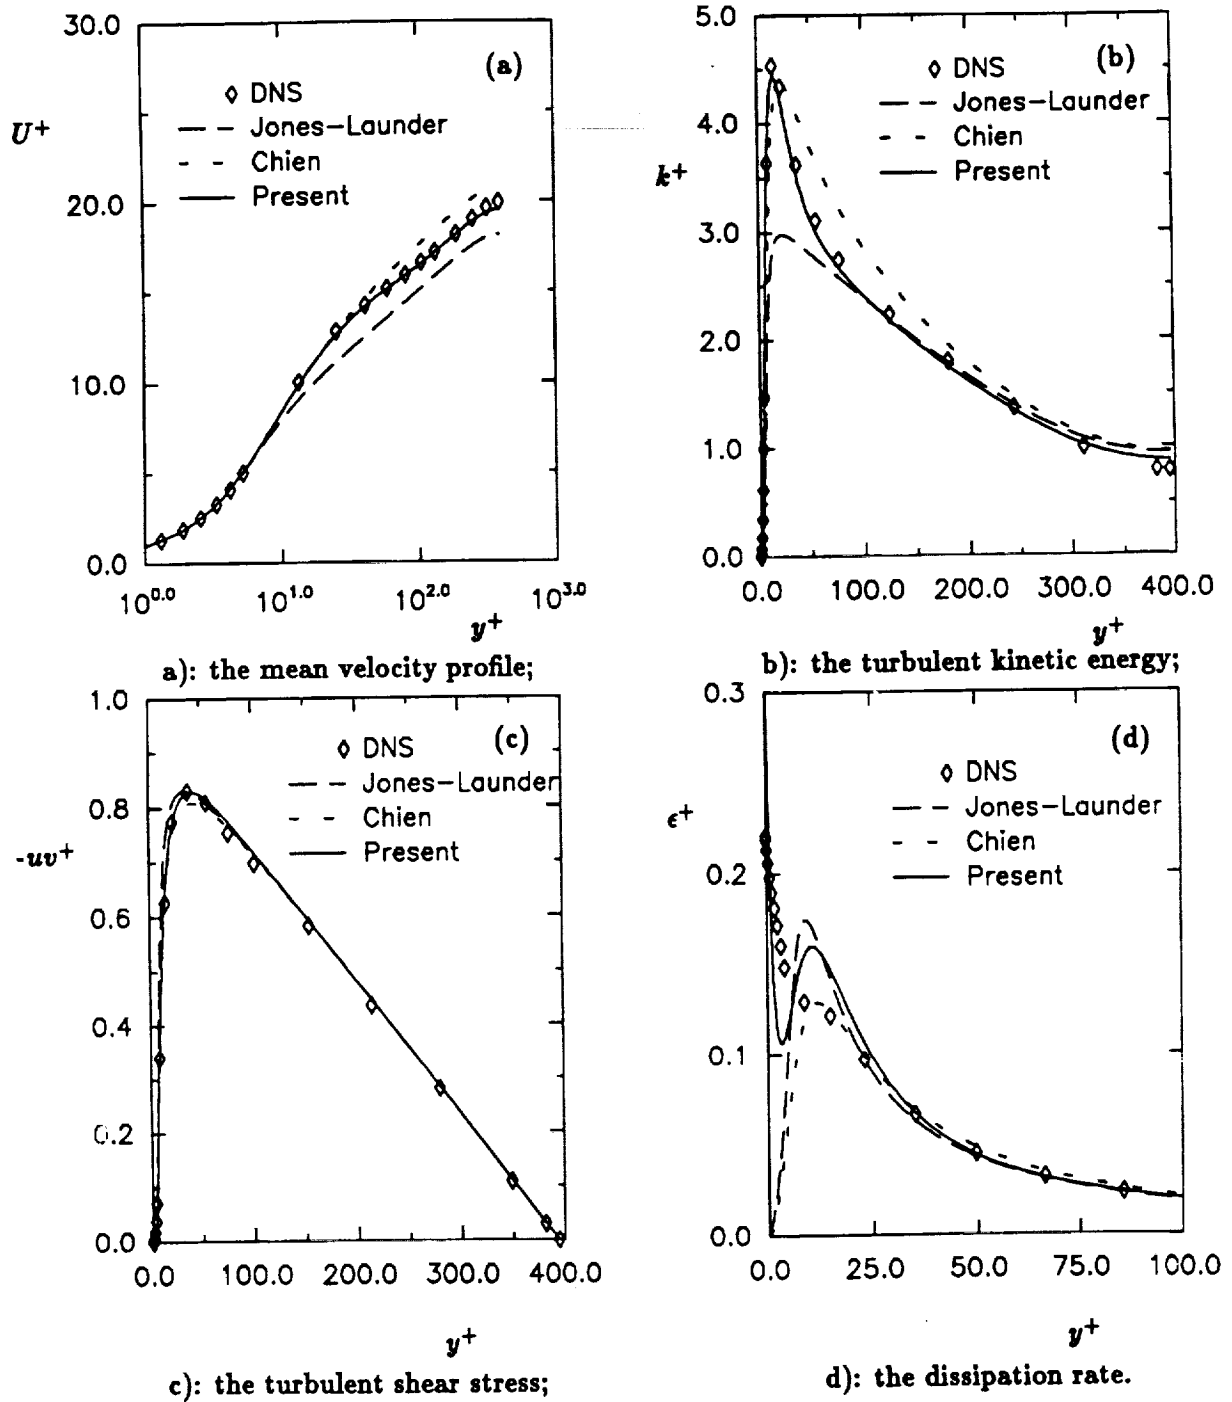 30.0
20.0
10.0
0.0
U+
(a)
DNS
Jones-Launder
Chien
Present
10^0.0 10^1.0 10^2.0 10^3.0
y+
a): the mean velocity profile;
5.0
4.0
3.0
2.0
1.0
0.0
k+
(b)
DNS
Jones-Launder
Chien
Present
0.0 100.0 200.0 300.0 400.0
y+
b): the turbulent kinetic energy;
1.0
0.8
0.6
0.4
0.2
0.0
-uv+
(c)
DNS
Jones-Launder
Chien
Present
0.0 100.0 200.0 300.0 400.0
y+
c): the turbulent shear stress;
0.3
0.2
0.1
0.0
ϵ+
(d)
DNS
Jones-Launder
Chien
Present
0.0 25.0 50.0 75.0 100.0
y+
d): the dissipation rate.